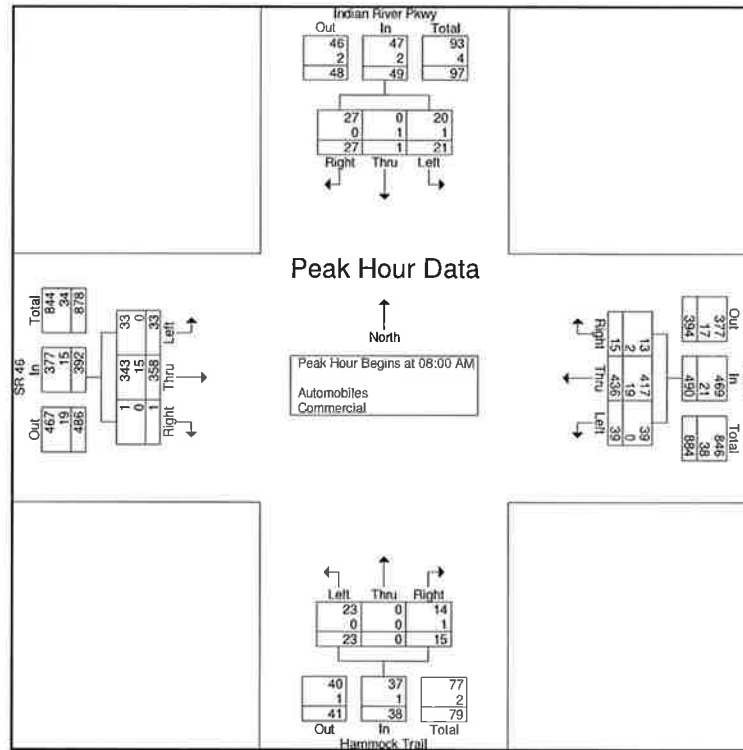 Indian River Pkwy
Out In Total
46 47 93
2 2 4
48 49 97
27 0 20
0 1 1
27 1 21
Right Thru Left
Peak Hour Data
North
Peak Hour Begins at 08:00 AM
Automobiles
Commercial
SR 46
Total
844
34
878
In
377
15
392
Out
467
19
486
33 0 33
Left
343 15 358
Thru
1 0 1
Right
Right
15 2 13
Thru
436 19 417
Left
39 0 39
Out
377
17
394
In
469
21
490
Total
846
38
884
Left Thru Right
23 0 14
0 0 1
23 0 15
40 37 77
1 1 2
41 38 79
Out In Total
Hammock Trail